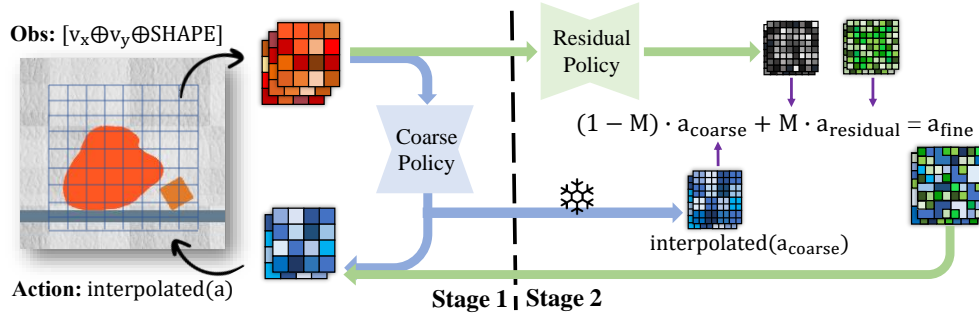 Obs: [v_x⊕v_y⊕SHAPE]
Action: interpolated(a)
Coarse
Policy
Stage 1
Stage 2
Residual
Policy
(1 − M) · a_coarse + M · a_residual = a_fine
interpolated(a_coarse)